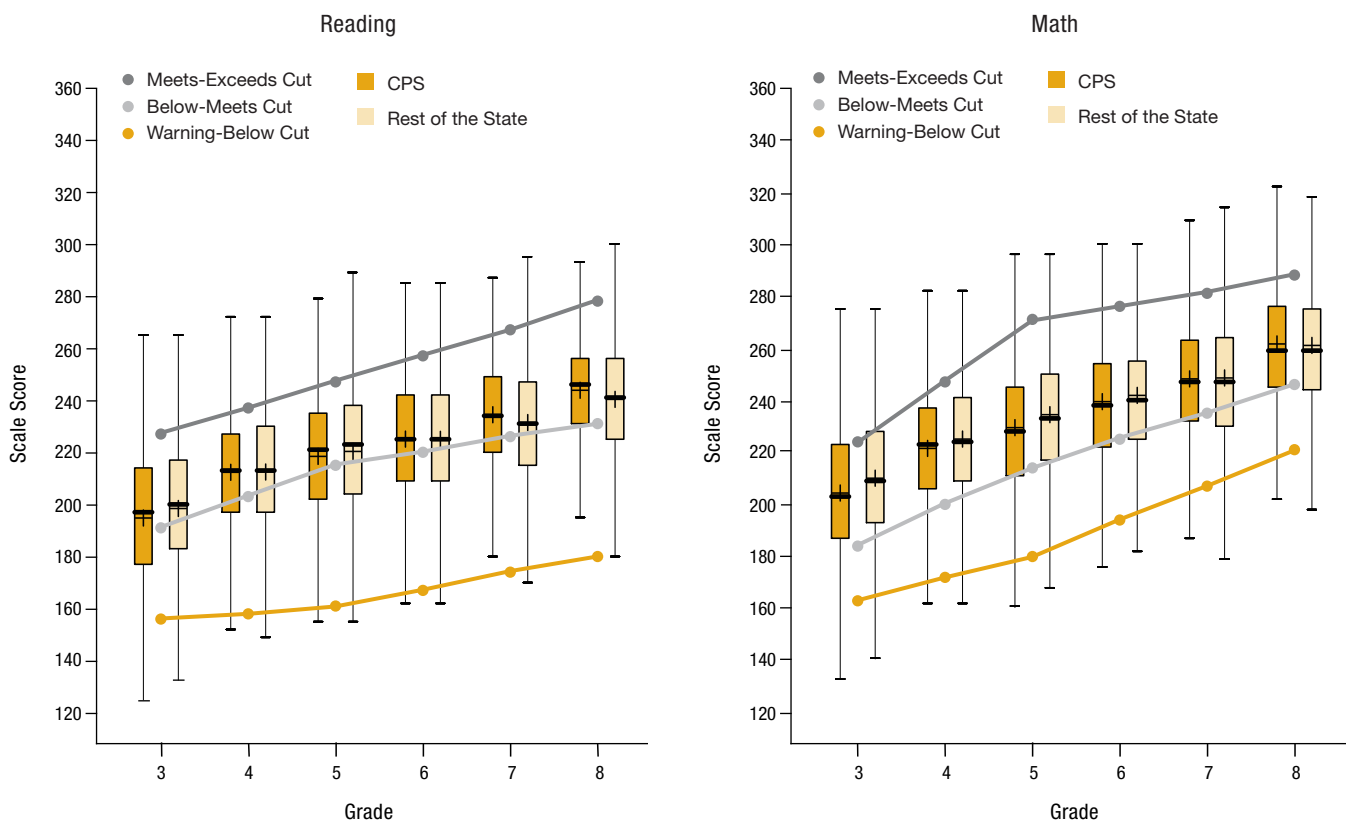 Reading
Meets-Exceeds Cut
Below-Meets Cut
Warning-Below Cut
CPS
Rest of the State
360
340
320
300
280
260
240
220
200
180
160
140
120
Scale Score
3 4 5 6 7 8
Grade
Math
Meets-Exceeds Cut
Below-Meets Cut
Warning-Below Cut
CPS
Rest of the State
360
340
320
300
280
260
240
220
200
180
160
140
120
Scale Score
3 4 5 6 7 8
Grade